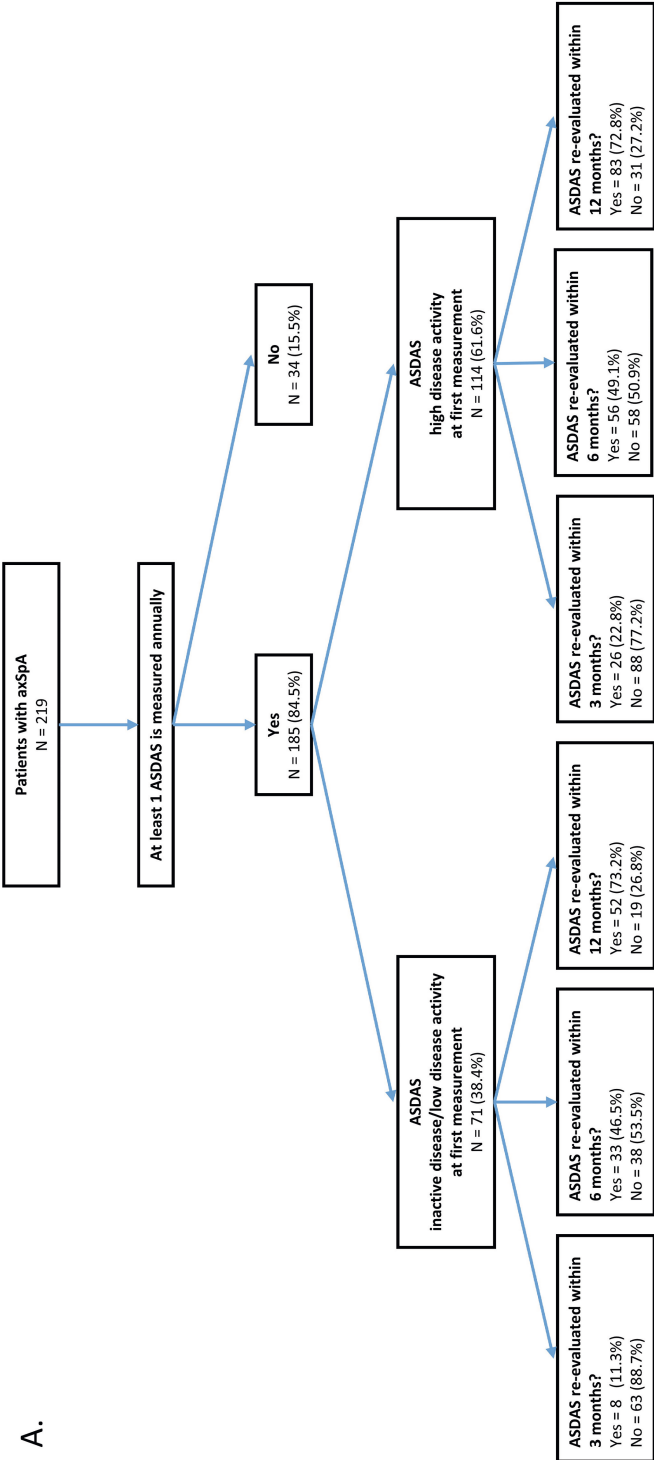 A.
Patients with axSpA
N = 219
At least 1 ASDAS is measured annually
Yes
N = 185 (84.5%)
No
N = 34 (15.5%)
ASDAS
inactive disease/low disease activity
at first measurement
N = 71 (38.4%)
ASDAS
high disease activity
at first measurement
N = 114 (61.6%)
ASDAS re-evaluated within
3 months?
Yes = 8 (11.3%)
No = 63 (88.7%)
ASDAS re-evaluated within
6 months?
Yes = 33 (46.5%)
No = 38 (53.5%)
ASDAS re-evaluated within
12 months?
Yes = 52 (73.2%)
No = 19 (26.8%)
ASDAS re-evaluated within
3 months?
Yes = 26 (22.8%)
No = 88 (77.2%)
ASDAS re-evaluated within
6 months?
Yes = 56 (49.1%)
No = 58 (50.9%)
ASDAS re-evaluated within
12 months?
Yes = 83 (72.8%)
No = 31 (27.2%)